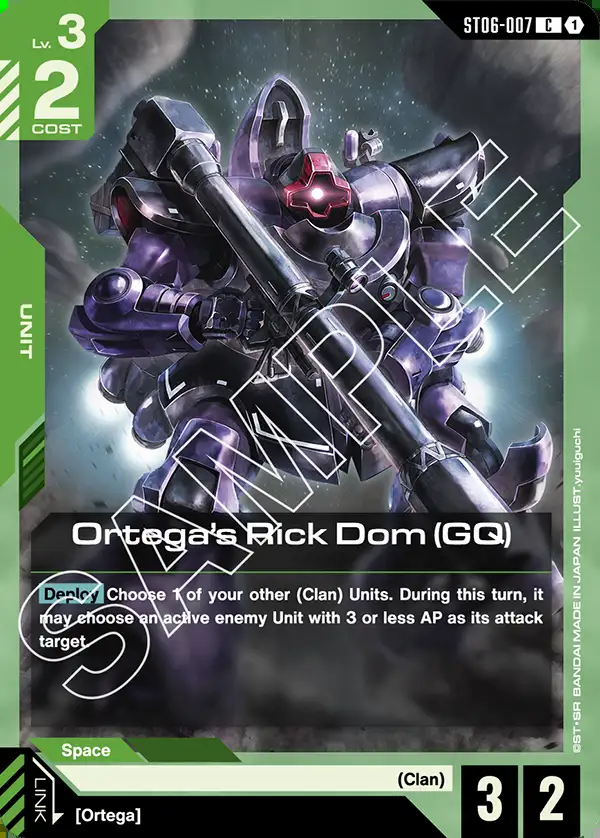 ST06-007 C 1
Lv. 3
2
COST
UNIT
SAMPLE
Ortega's Rick Dom (GQ)
Deploy Choose 1 of your other (Clan) Units. During this turn, it
may choose an active enemy Unit with 3 or less AP as its attack
target.
©ST•SR BANDAI MADE IN JAPAN ILLUST.yuuiguchi
Space
(Clan)
LINK
[Ortega]
3 2